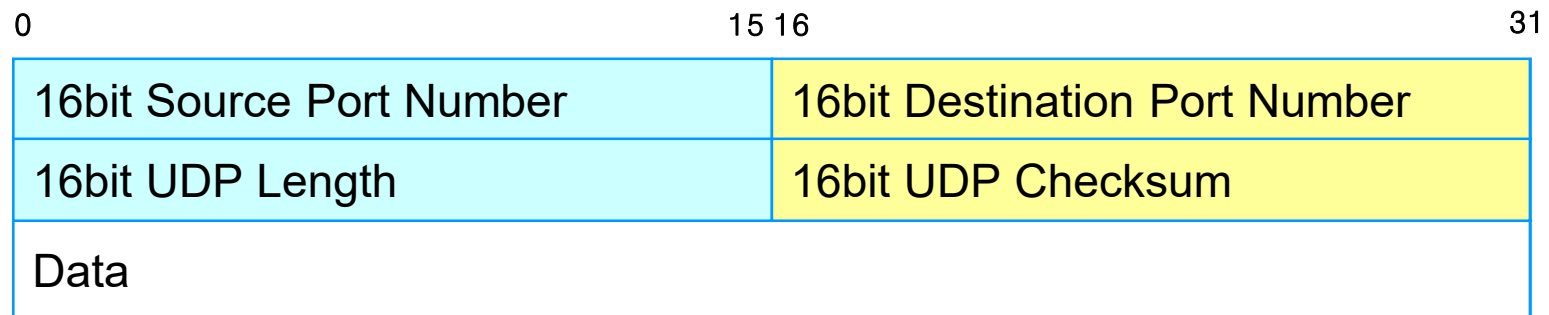 0 15 16 31
16bit Source Port Number 16bit Destination Port Number
16bit UDP Length 16bit UDP Checksum
Data